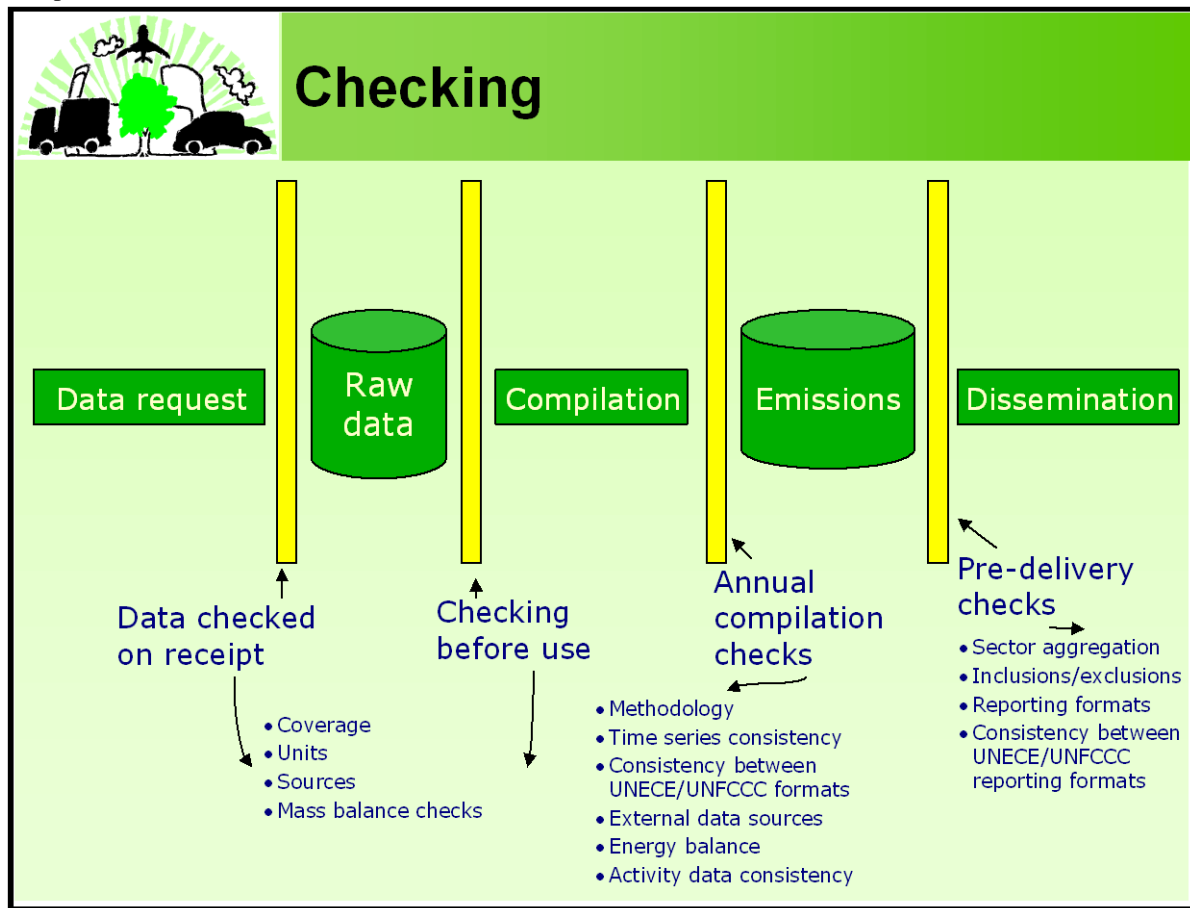 Checking
Data request
Raw
data
Compilation
Emissions
Dissemination
Data checked
on receipt
• Coverage
• Units
• Sources
• Mass balance checks
Checking
before use
Annual
compilation
checks
• Methodology
• Time series consistency
• Consistency between
UNECE/UNFCCC formats
• External data sources
• Energy balance
• Activity data consistency
Pre-delivery
checks
• Sector aggregation
• Inclusions/exclusions
• Reporting formats
• Consistency between
UNECE/UNFCCC
reporting formats